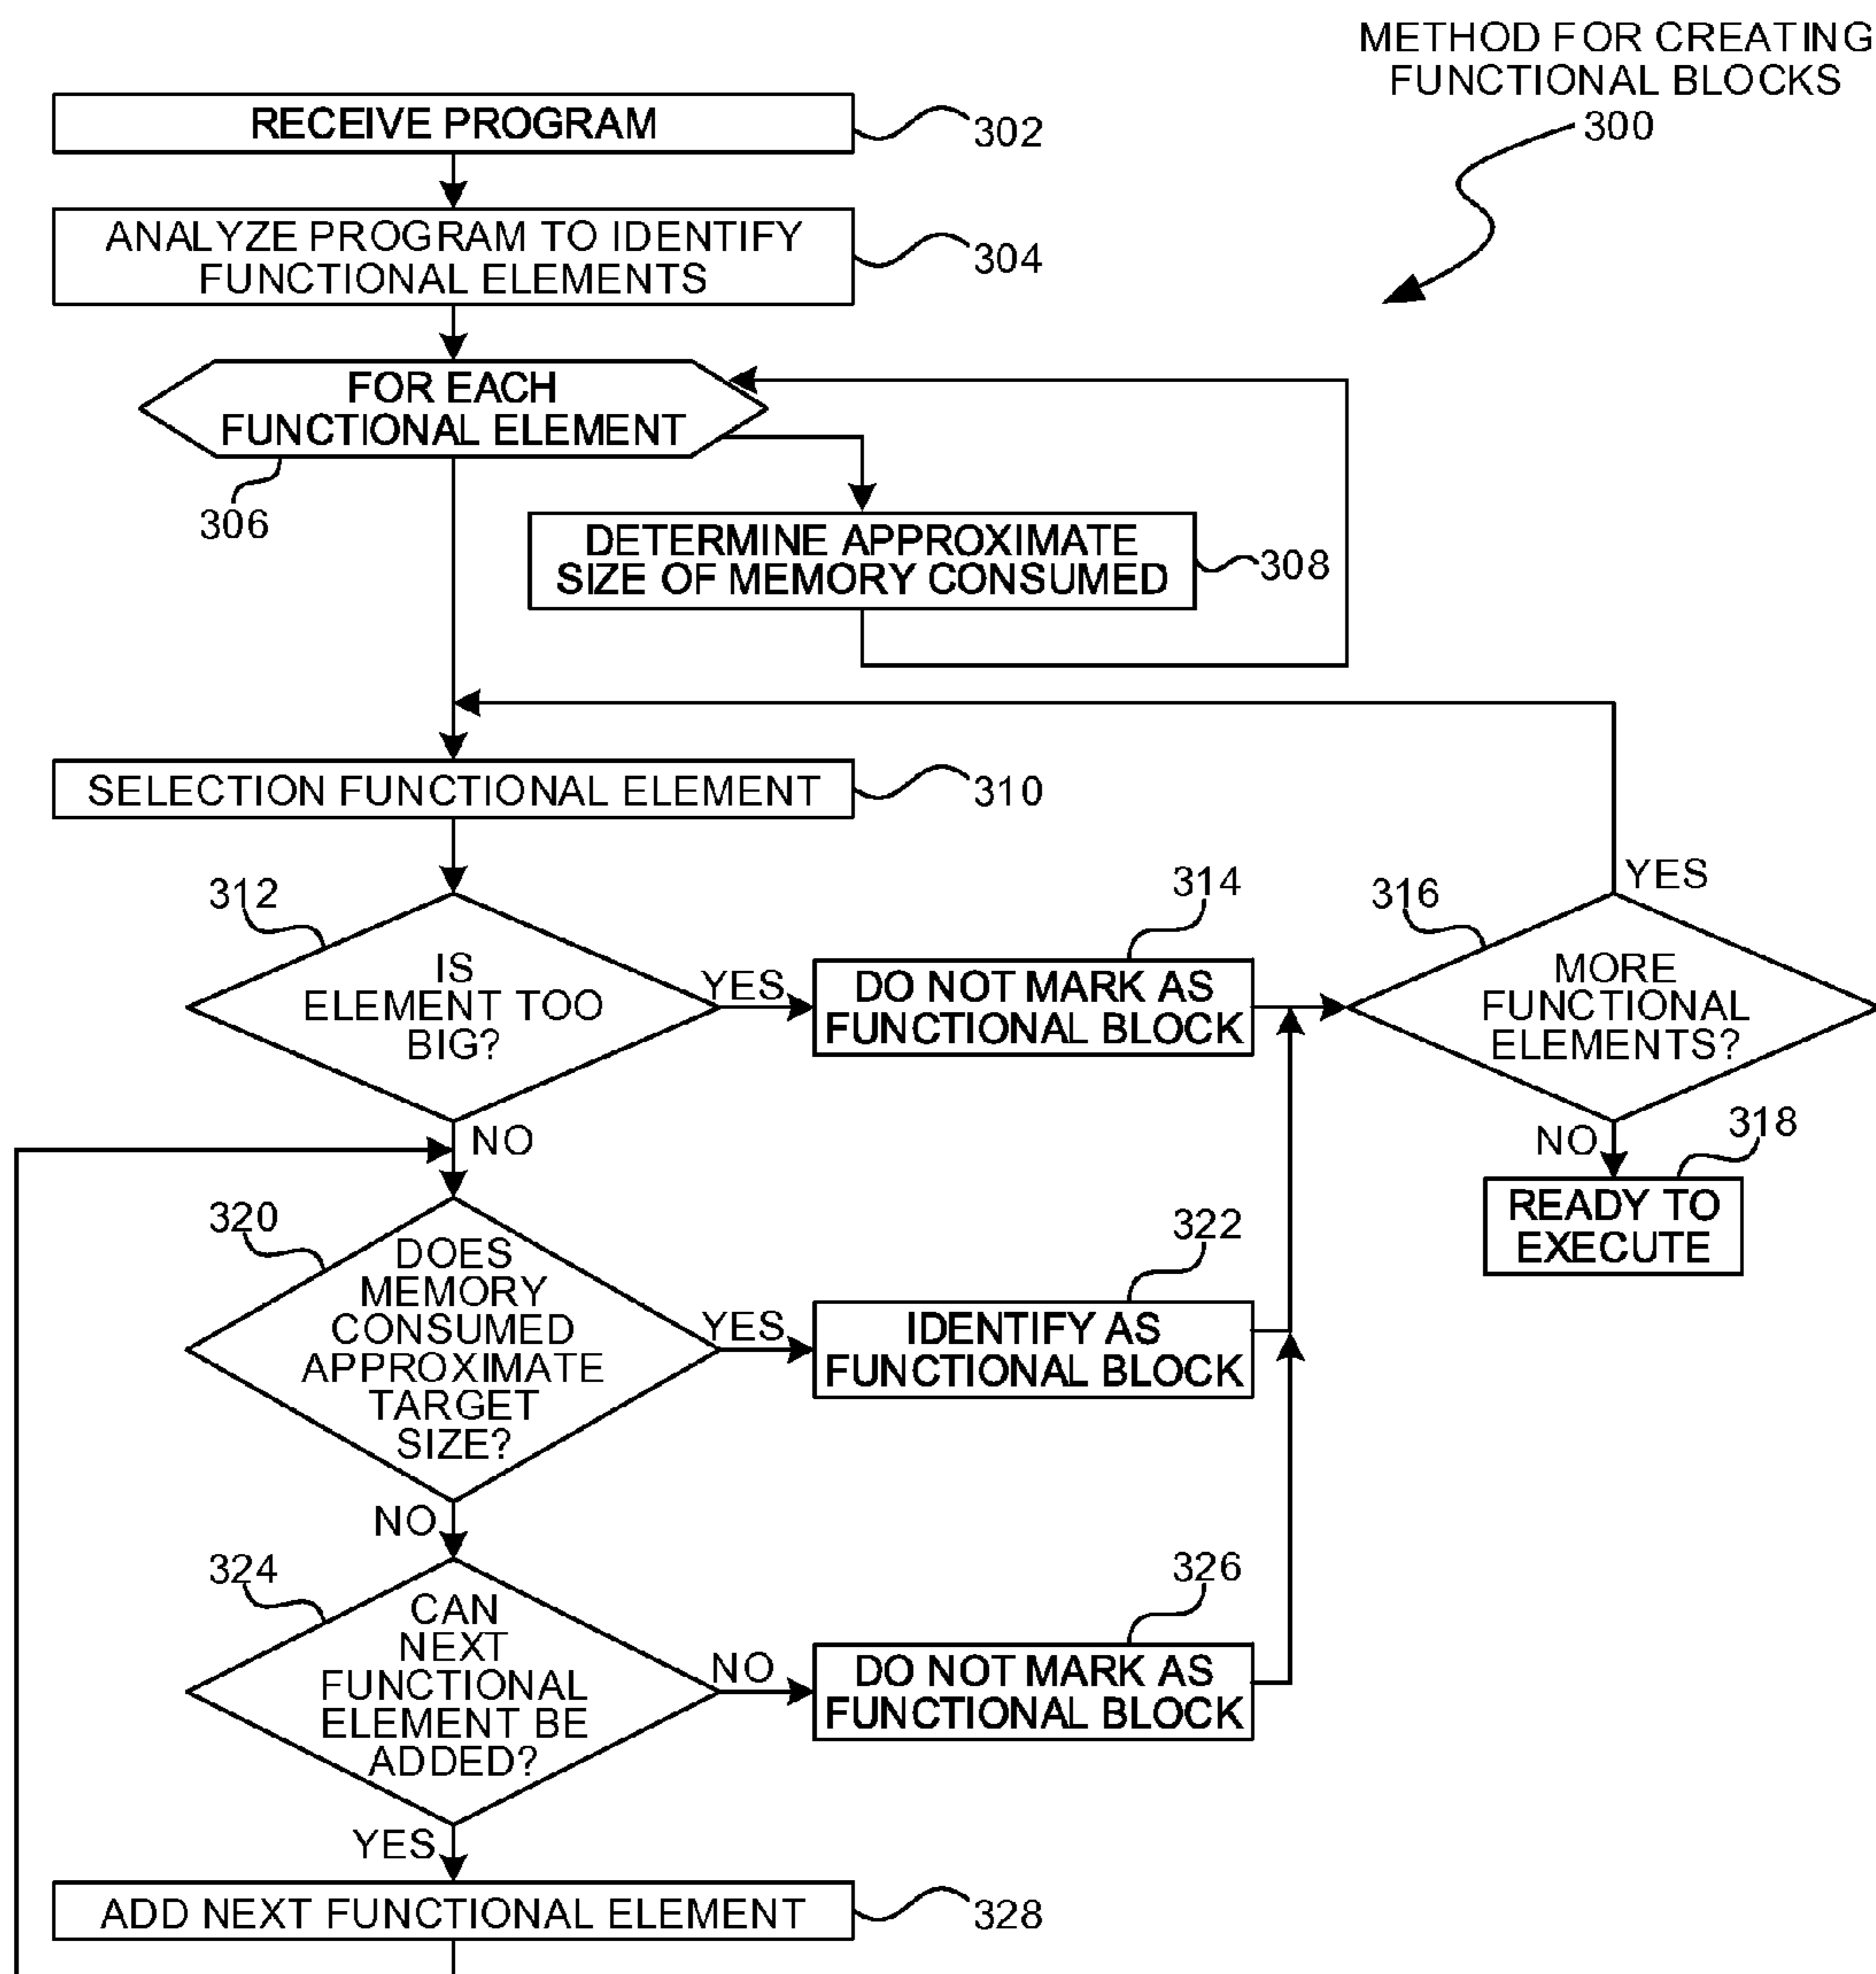 METHOD FOR CREATING
FUNCTIONAL BLOCKS
300
RECEIVE PROGRAM
302
ANALYZE PROGRAM TO IDENTIFY
FUNCTIONAL ELEMENTS
304
FOR EACH
FUNCTIONAL ELEMENT
306
DETERMINE APPROXIMATE
SIZE OF MEMORY CONSUMED
308
SELECTION FUNCTIONAL ELEMENT
310
312
IS
ELEMENT TOO
BIG?
YES
NO
314
DO NOT MARK AS
FUNCTIONAL BLOCK
316
MORE
FUNCTIONAL
ELEMENTS?
YES
NO
318
READY TO
EXECUTE
320
DOES
MEMORY
CONSUMED
APPROXIMATE
TARGET
SIZE?
YES
NO
322
IDENTIFY AS
FUNCTIONAL BLOCK
324
CAN
NEXT
FUNCTIONAL
ELEMENT BE
ADDED?
NO
YES
326
DO NOT MARK AS
FUNCTIONAL BLOCK
ADD NEXT FUNCTIONAL ELEMENT
328